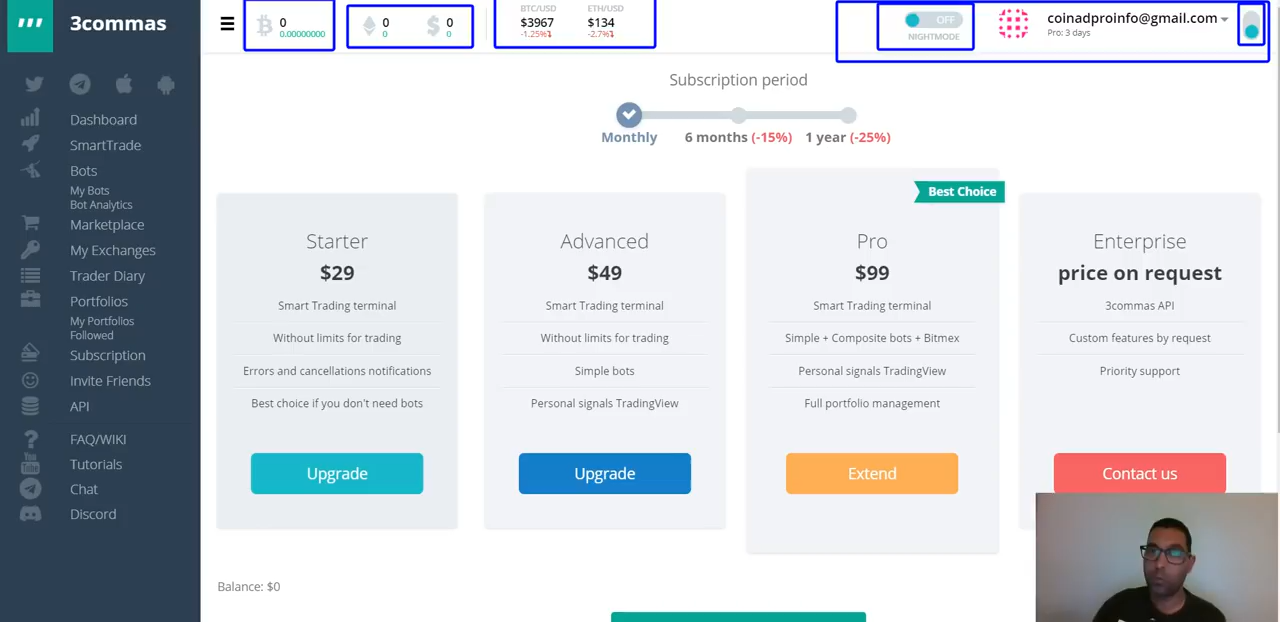 3commas
0
0.00000000
0
0
0
0
BTC/USD
$3967
-1.25%
ETH/USD
$134
-2.7%
OFF
NIGHTMODE
coinadproinfo@gmail.com
Pro: 3 days
Dashboard
SmartTrade
Bots
My Bots
Bot Analytics
Marketplace
My Exchanges
Trader Diary
Portfolios
My Portfolios
Followed
Subscription
Invite Friends
API
FAQ/WIKI
Tutorials
Chat
Discord
Subscription period
Monthly
6 months (-15%)
1 year (-25%)
Starter
$29
Smart Trading terminal
Without limits for trading
Errors and cancellations notifications
Best choice if you don't need bots
Upgrade
Advanced
$49
Smart Trading terminal
Without limits for trading
Simple bots
Personal signals TradingView
Upgrade
Best Choice
Pro
$99
Smart Trading terminal
Simple + Composite bots + Bitmex
Personal signals TradingView
Full portfolio management
Extend
Enterprise
price on request
3commas API
Custom features by request
Priority support
Contact us
Balance: $0